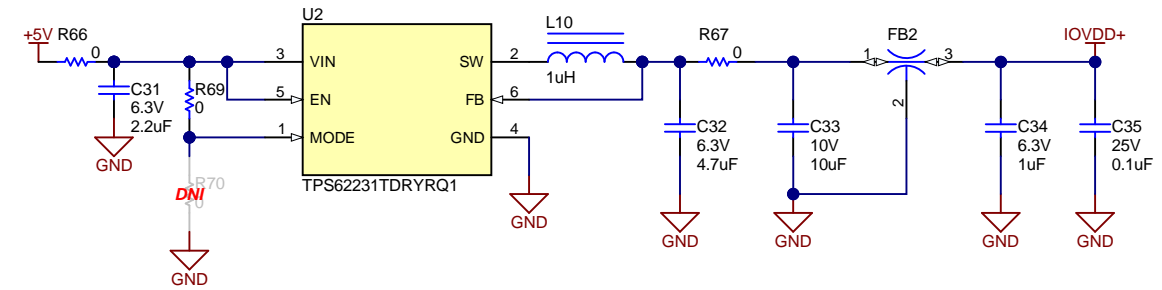 U2
+5V R66
0
3
VIN
SW
2
L10
1uH
R67
0
FB2
1
3
2
IOVDD+
C31
6.3V
2.2uF
GND
R69
0
5
EN
FB
6
1
MODE
GND
4
TPS62231TDRYRQ1
R70
0
DNI
GND
GND
C32
6.3V
4.7uF
GND
C33
10V
10uF
GND
C34
6.3V
1uF
GND
C35
25V
0.1uF
GND